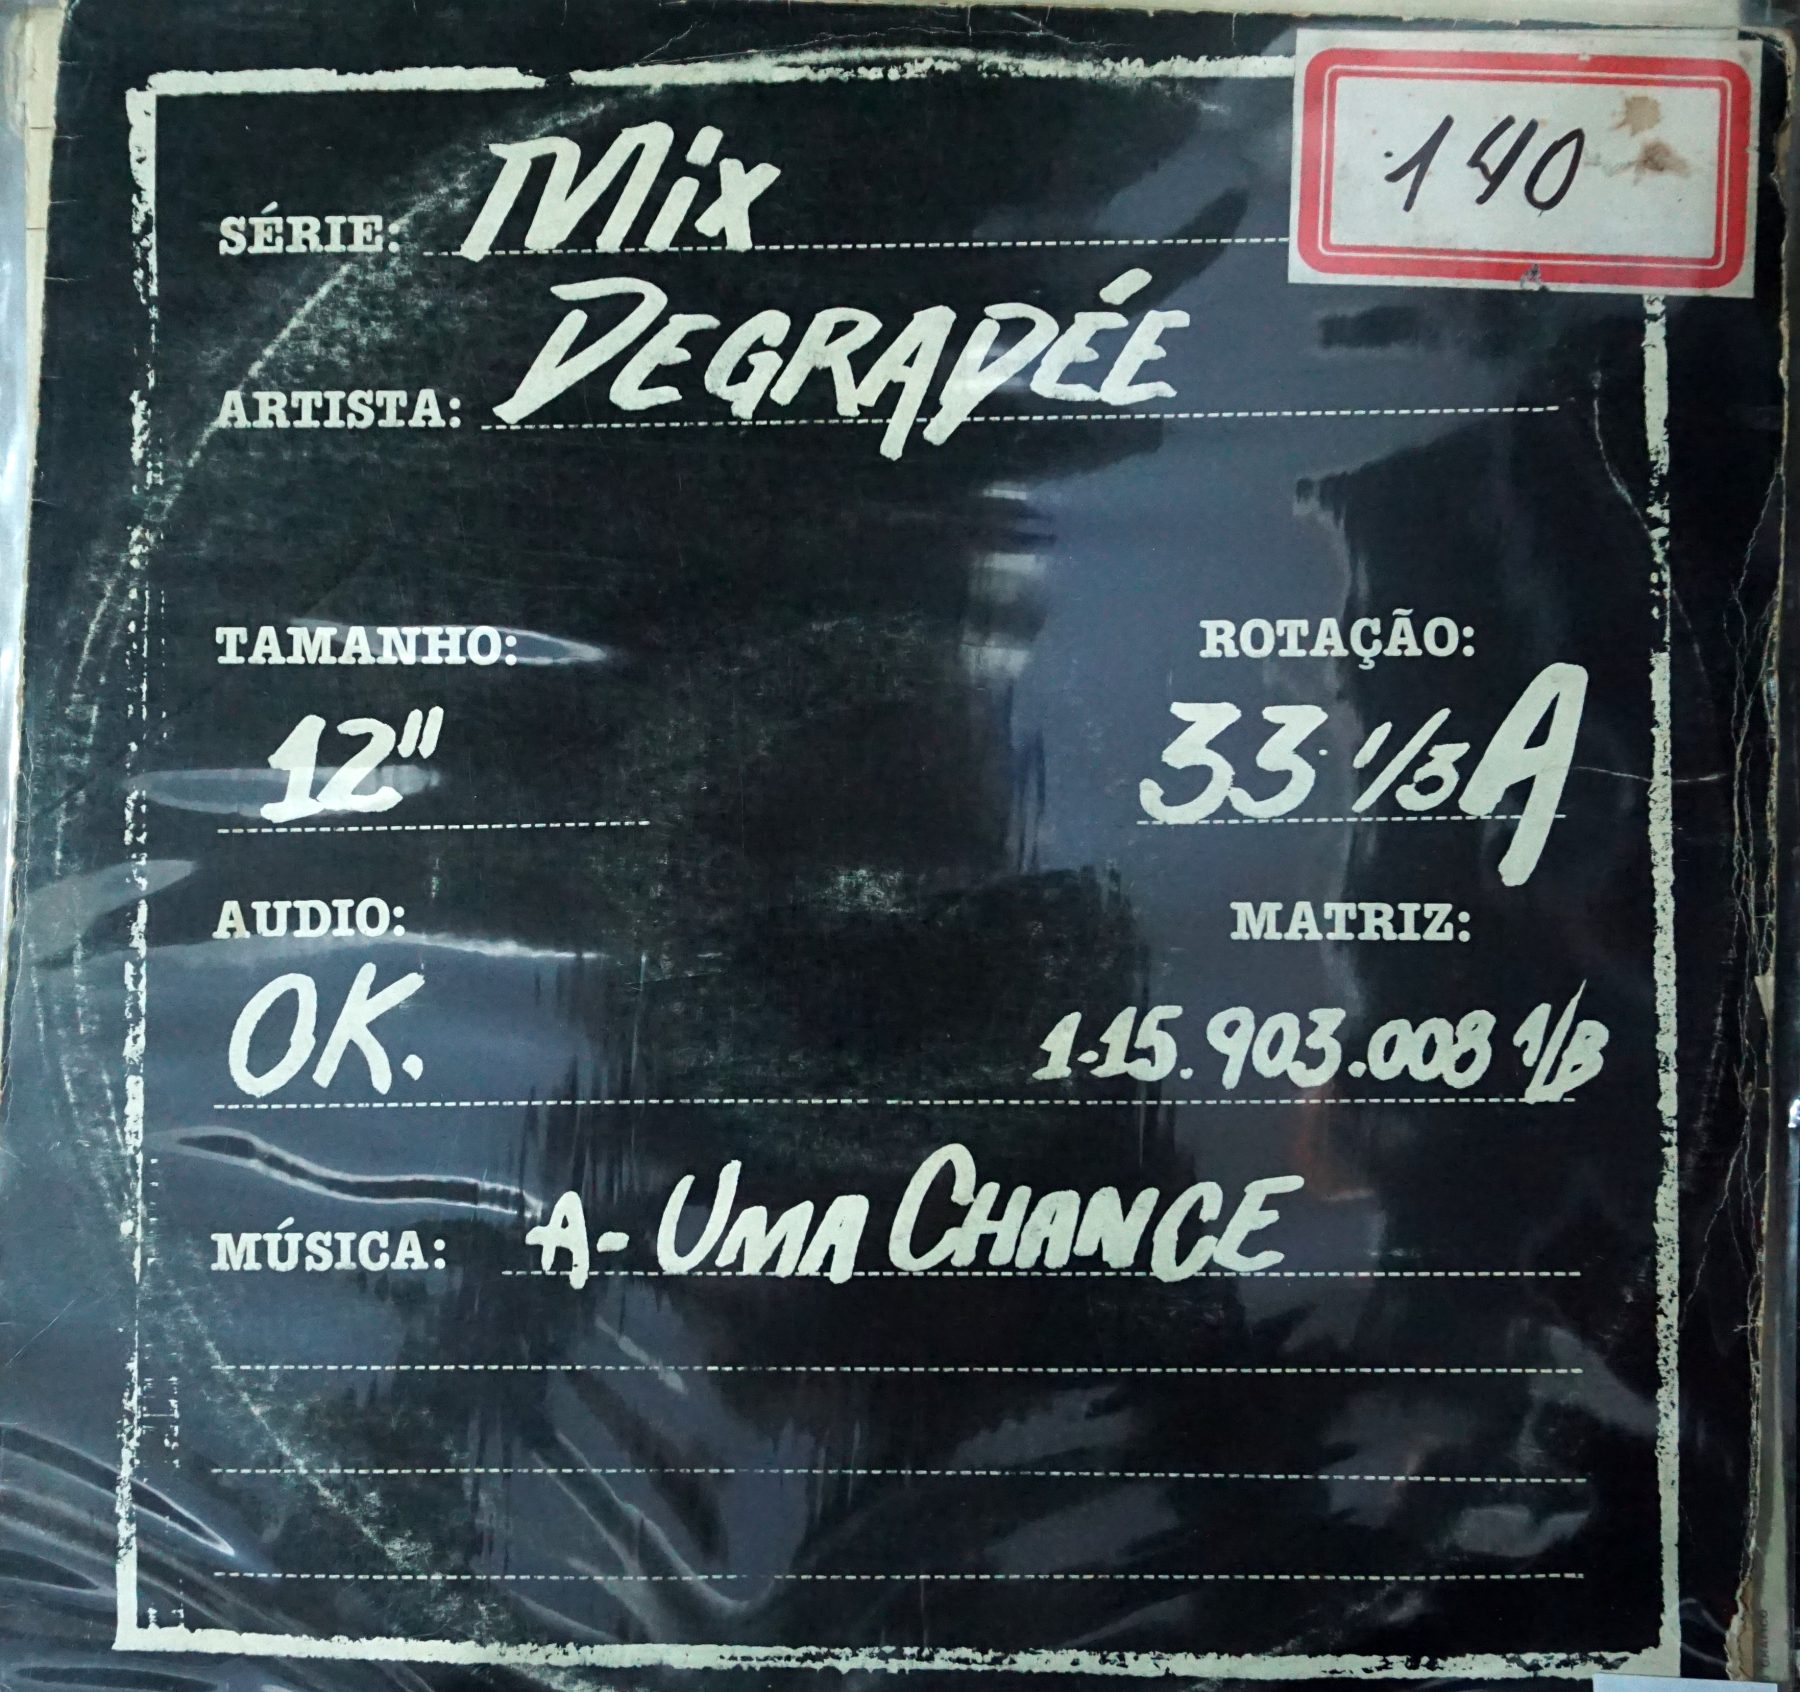 140
SÉRIE: Mix
ARTISTA: DEGRADÉE
TAMANHO: ROTAÇÃO:
12" 33 1/3 A
AUDIO: MATRIZ:
OK. 1-15.903.008 1/B
MÚSICA: A- UMA CHANCE